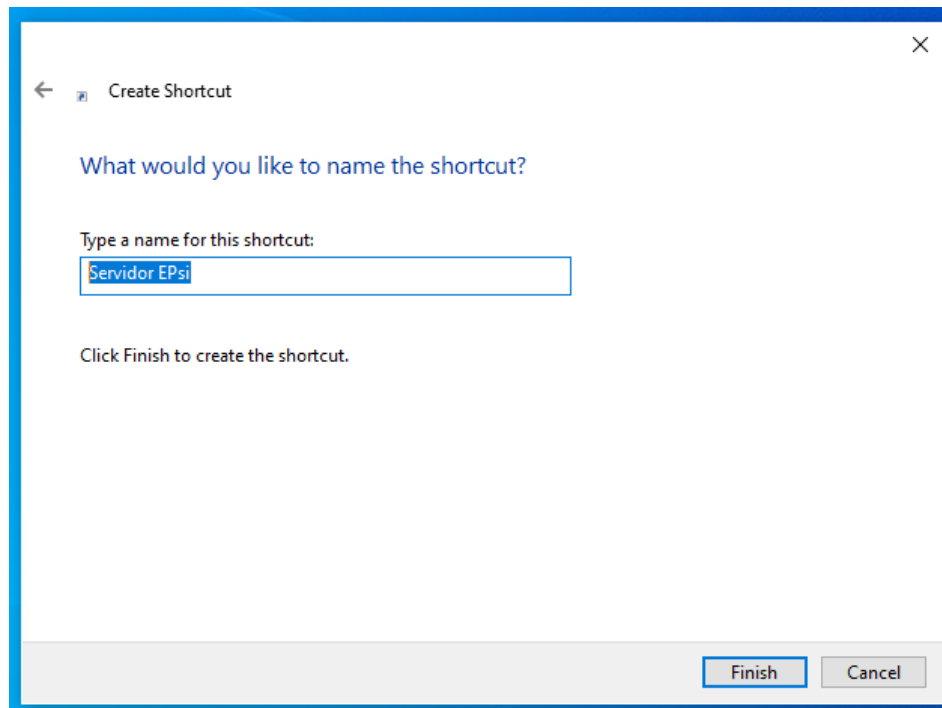 Create Shortcut
What would you like to name the shortcut?
Type a name for this shortcut:
Servidor EPsi
Click Finish to create the shortcut.
Finish Cancel